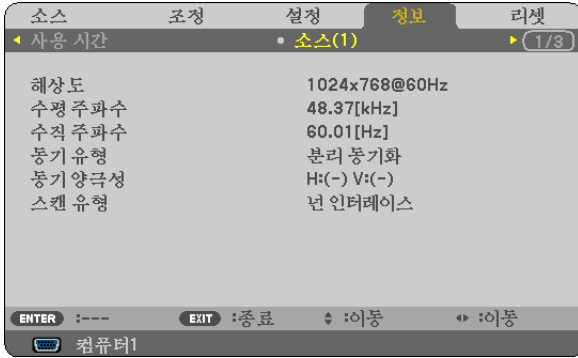 소스 조정 설정 정보 리셋
사용 시간 소스(1) 1/3
해상도 1024x768@60Hz
수평 주파수 48.37[kHz]
수직 주파수 60.01[Hz]
동기 유형 분리 동기화
동기 양극성 H:(-) V:(-)
스캔 유형 넌 인터레이스
ENTER :--- EXIT :종료 :이동 :이동
컴퓨터1